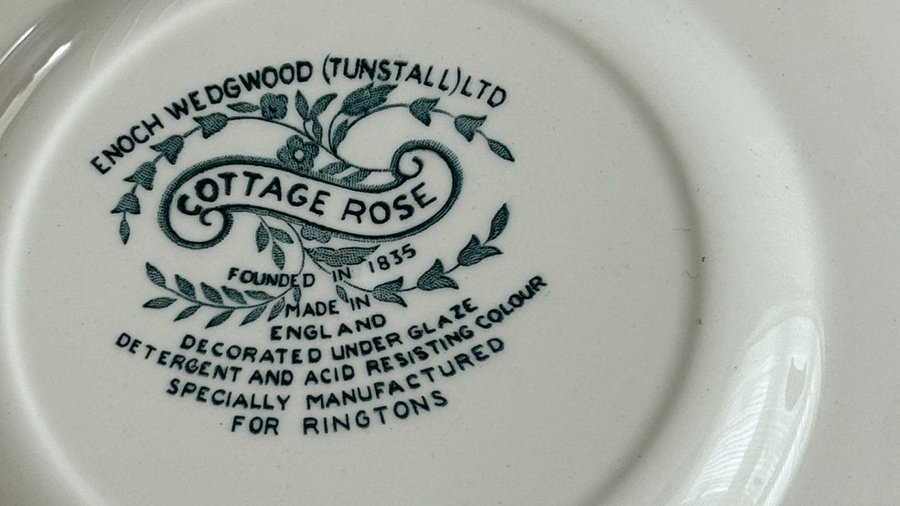 ENOCH WEDGWOOD (TUNSTALL) LTD
COTTAGE ROSE
FOUNDED IN 1835
MADE IN
ENGLAND
DECORATED UNDER GLAZE
DETERGENT AND ACID RESISTING COLOUR
SPECIALLY MANUFACTURED
FOR RINGTONS